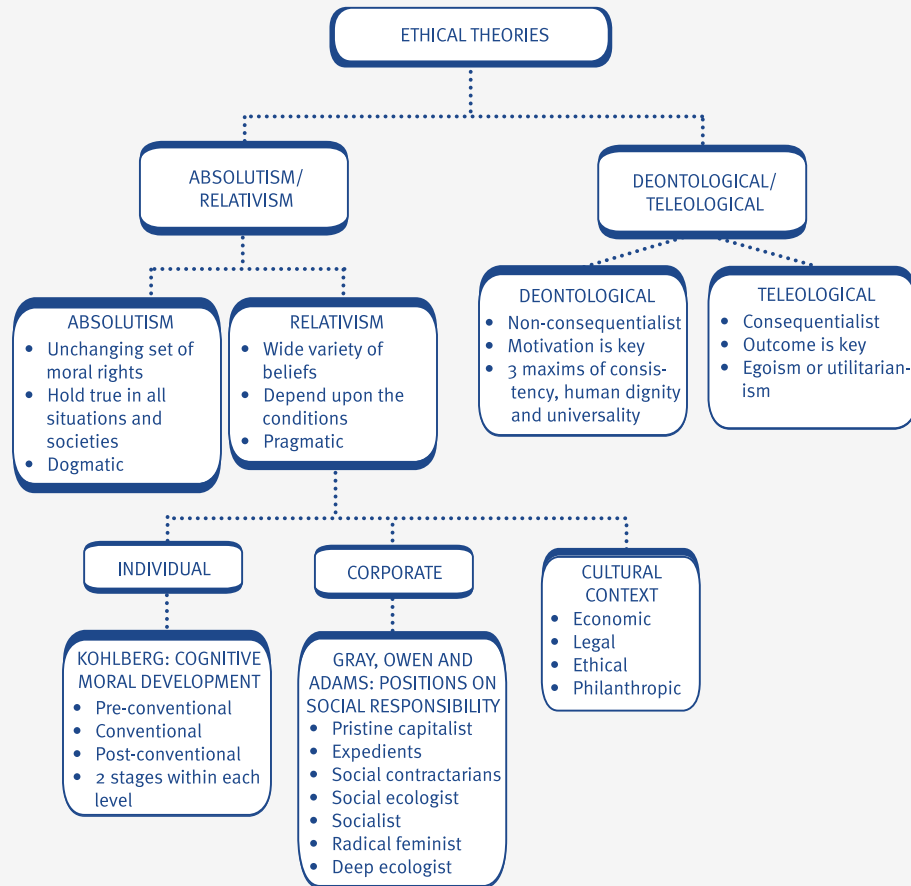 ETHICAL THEORIES
ABSOLUTISM/
RELATIVISM
DEONTOLOGICAL/
TELEOLOGICAL
ABSOLUTISM
• Unchanging set of
moral rights
• Hold true in all
situations and
societies
• Dogmatic
RELATIVISM
• Wide variety of
beliefs
• Depend upon the
conditions
• Pragmatic
DEONTOLOGICAL
• Non-consequentialist
• Motivation is key
• 3 maxims of consis-
tency, human dignity
and universality
TELEOLOGICAL
• Consequentialist
• Outcome is key
• Egoism or utilitarian-
ism
INDIVIDUAL
CORPORATE
CULTURAL
CONTEXT
• Economic
• Legal
• Ethical
• Philanthropic
KOHLBERG: COGNITIVE
MORAL DEVELOPMENT
• Pre-conventional
• Conventional
• Post-conventional
• 2 stages within each
level
GRAY, OWEN AND
ADAMS: POSITIONS ON
SOCIAL RESPONSIBILITY
• Pristine capitalist
• Expedients
• Social contractarians
• Social ecologist
• Socialist
• Radical feminist
• Deep ecologist